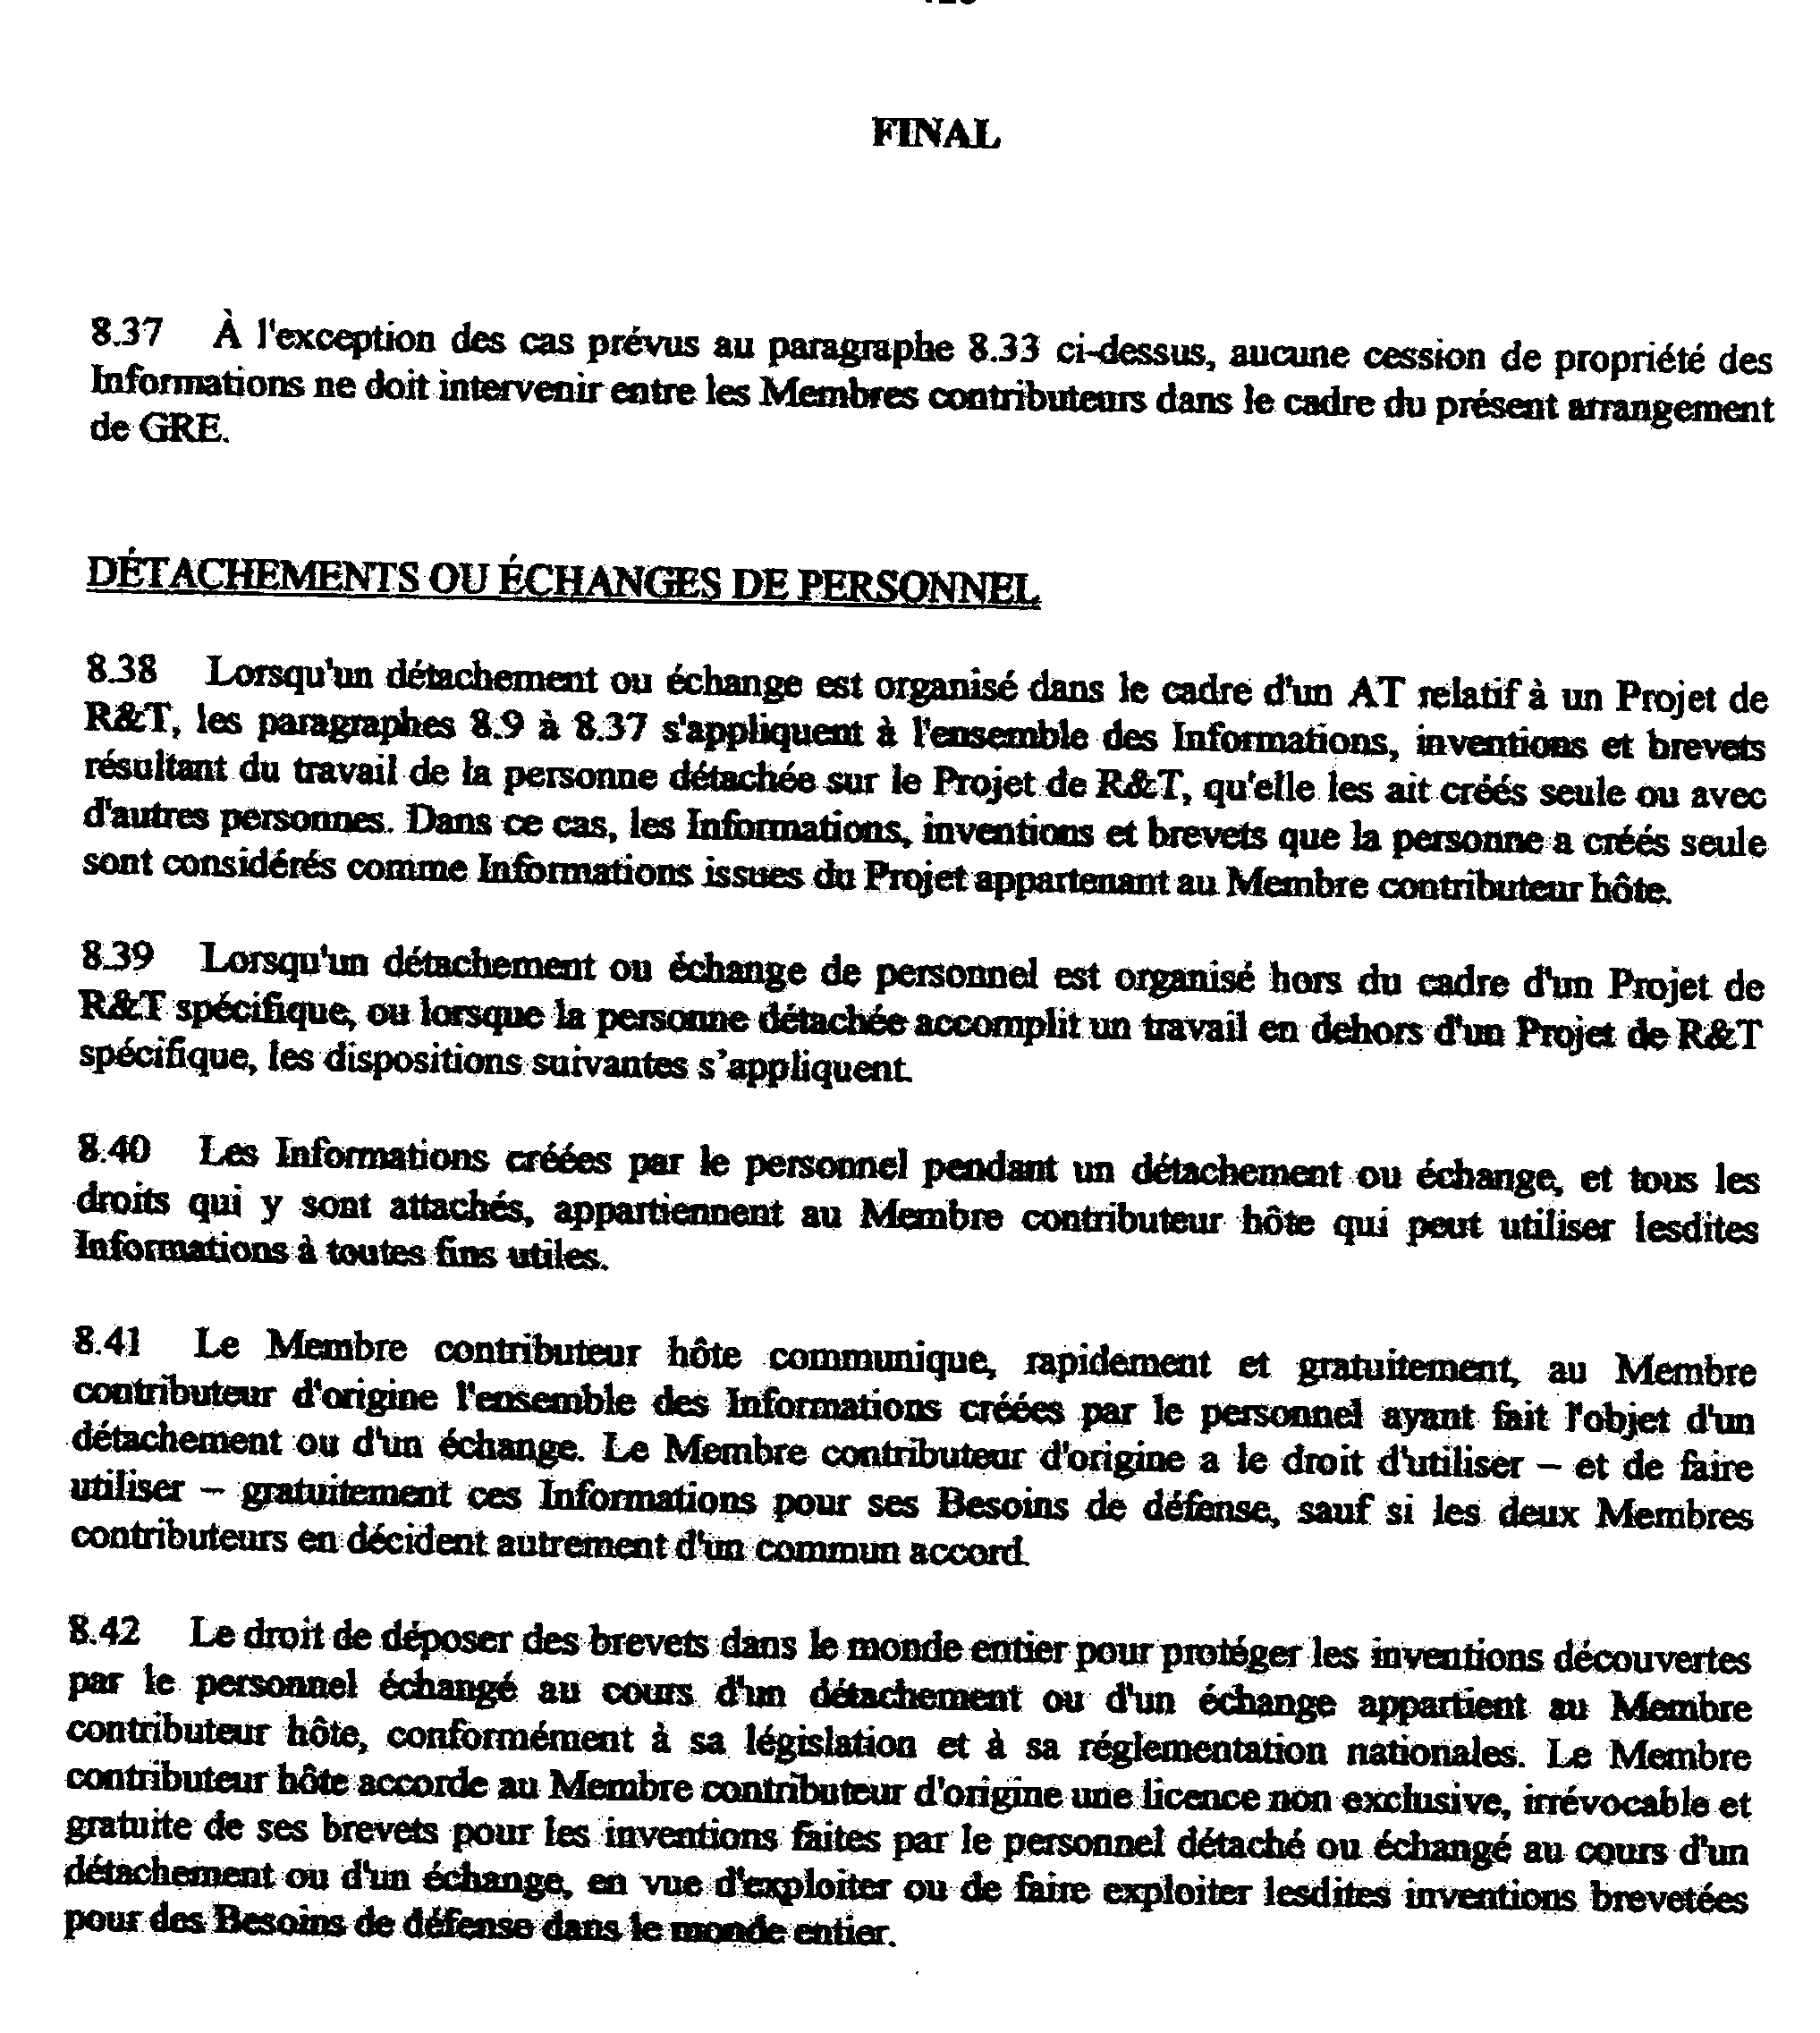 FINAL
8.37 À l'exception des cas prévus au paragraphe 8.33 ci-dessus, aucune cession de propriété des
Informations ne doit intervenir entre les Membres contributeurs dans le cadre du présent arrangement
de GRE.
DÉTACHEMENTS OU ÉCHANGES DE PERSONNEL
8.38 Lorsqu'un détachement ou échange est organisé dans le cadre d'un AT relatif à un Projet de
R&T, les paragraphes 8.9 à 8.37 s'appliquent à l'ensemble des Informations, inventions et brevets
résultant du travail de la personne détachée sur le Projet de R&T, qu'elle les ait créés seule ou avec
d'autres personnes. Dans ce cas, les Informations, inventions et brevets que la personne a créés seule
sont considérés comme Informations issues du Projet appartenant au Membre contributeur hôte.
8.39 Lorsqu'un détachement ou échange de personnel est organisé hors du cadre d'un Projet de
R&T spécifique, ou lorsque la personne détachée accomplit un travail en dehors d'un Projet de R&T
spécifique, les dispositions suivantes s’appliquent.
8.40 Les Informations créées par le personnel pendant un détachement ou échange, et tous les
droits qui y sont attachés, appartiennent au Membre contributeur hôte qui peut utiliser lesdites
Informations à toutes fins utiles.
8.41 Le Membre contributeur hôte communique, rapidement et gratuitement, au Membre
contributeur d'origine l'ensemble des Informations créées par le personnel ayant fait l'objet d'un
détachement ou d'un échange. Le Membre contributeur d'origine a le droit d'utiliser – et de faire
utiliser – gratuitement ces Informations pour ses Besoins de défense, sauf si les deux Membres
contributeurs en décident autrement d'un commun accord.
8.42 Le droit de déposer des brevets dans le monde entier pour protéger les inventions découvertes
par le personnel échangé au cours d'un détachement ou d'un échange appartient au Membre
contributeur hôte, conformément à sa législation et à sa réglementation nationales. Le Membre
contributeur hôte accorde au Membre contributeur d'origine une licence non exclusive, irrévocable et
gratuite de ses brevets pour les inventions faites par le personnel détaché ou échangé au cours d'un
détachement ou d'un échange, en vue d'exploiter ou de faire exploiter lesdites inventions brevetées
pour des Besoins de défense dans le monde entier.